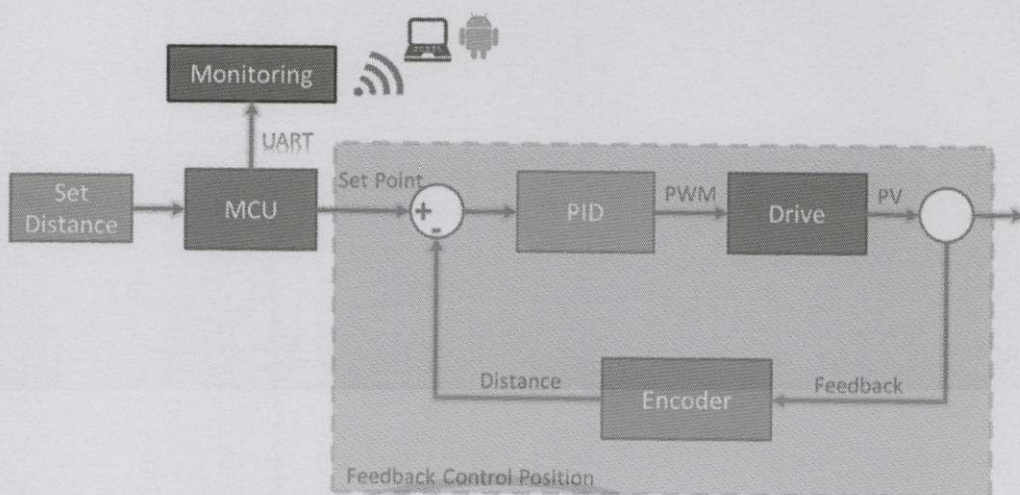 Monitoring
UART
Set
Distance
MCU
Set Point
+
-
PID
PWM
Drive
PV
Distance
Encoder
Feedback
Feedback Control Position